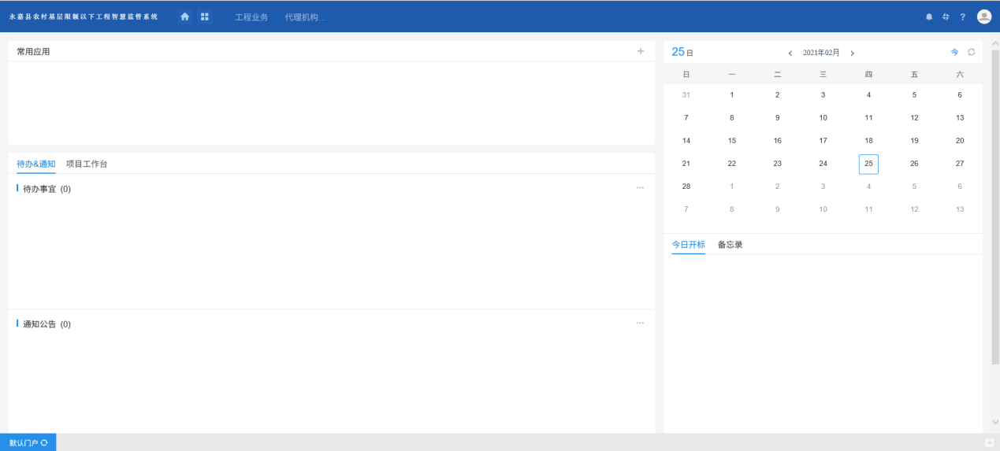 永嘉县农村基层限额以下工程智慧监管系统 工程业务 代理机构... ?
常用应用 +
待办&通知 项目工作台
待办事宜 (0) ...
通知公告 (0) ...
25日 < 2021年02月 > 今
日 一 二 三 四 五 六
31 1 2 3 4 5 6
7 8 9 10 11 12 13
14 15 16 17 18 19 20
21 22 23 24 25 26 27
28 1 2 3 4 5 6
7 8 9 10 11 12 13
今日开标 备忘录
默认门户